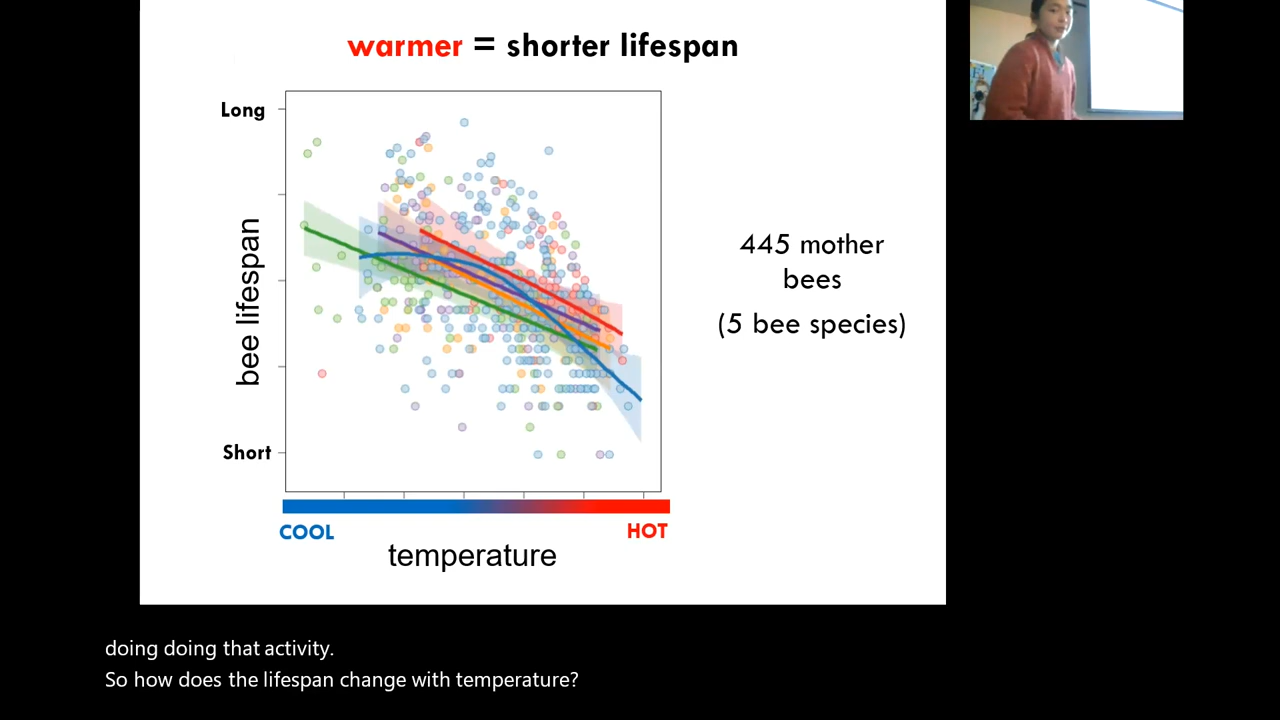 warmer = shorter lifespan
Long
bee lifespan
Short
COOL
HOT
temperature
445 mother
bees
(5 bee species)
doing doing that activity.
So how does the lifespan change with temperature?